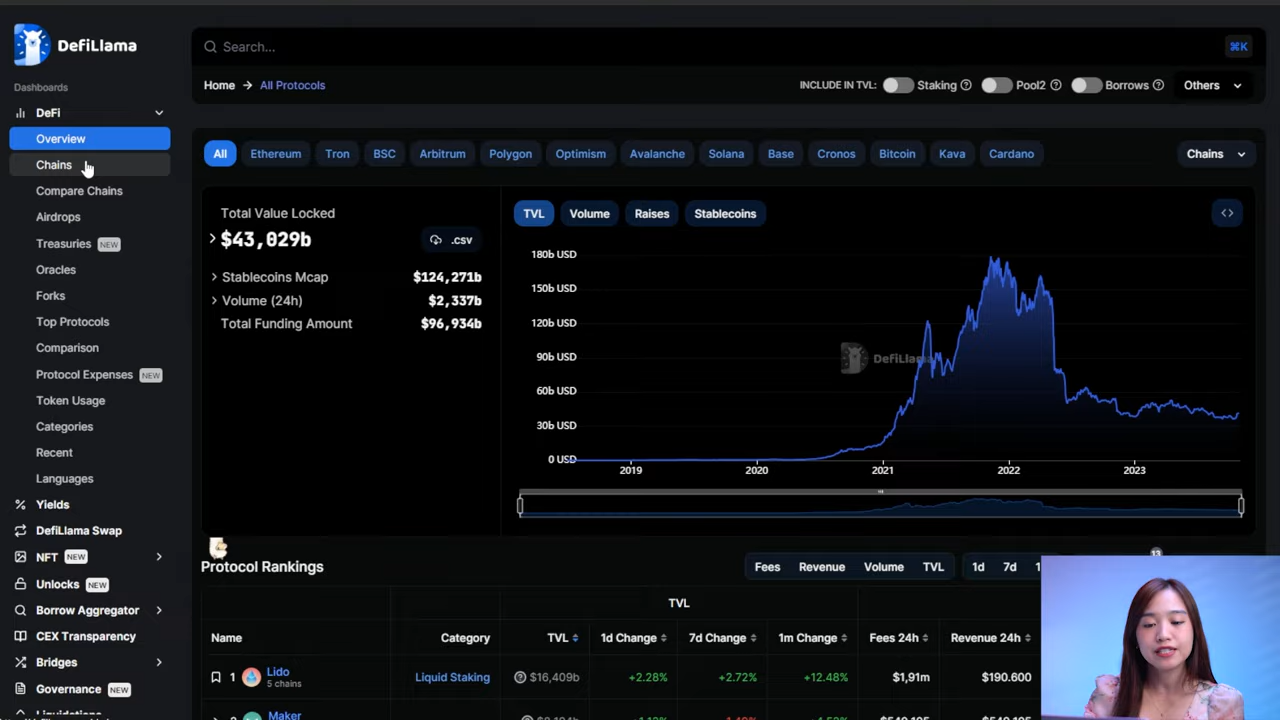 DefiLlama
Search...
⌘K
Home → All Protocols
INCLUDE IN TVL: Staking Pool2 Borrows Others
Dashboards
DeFi
Overview
Chains
Compare Chains
Airdrops
Treasuries NEW
Oracles
Forks
Top Protocols
Comparison
Protocol Expenses NEW
Token Usage
Categories
Recent
Languages
Yields
DefiLlama Swap
NFT NEW
Unlocks NEW
Borrow Aggregator
CEX Transparency
Bridges
Governance NEW
All Ethereum Tron BSC Arbitrum Polygon Optimism Avalanche Solana Base Cronos Bitcoin Kava Cardano Chains
Total Value Locked
$43,029b
.csv
Stablecoins Mcap $124,271b
Volume (24h) $2,337b
Total Funding Amount $96,934b
TVL Volume Raises Stablecoins
180b USD
150b USD
120b USD
90b USD
60b USD
30b USD
0 USD
DefiLlama
2019 2020 2021 2022 2023
13
Protocol Rankings
Fees Revenue Volume TVL 1d 7d
TVL
Name Category TVL 1d Change 7d Change 1m Change Fees 24h Revenue 24h
1 Lido Liquid Staking $16,409b +2.28% +2.72% +12.48% $1,91m $190.600
5 chains
Maker